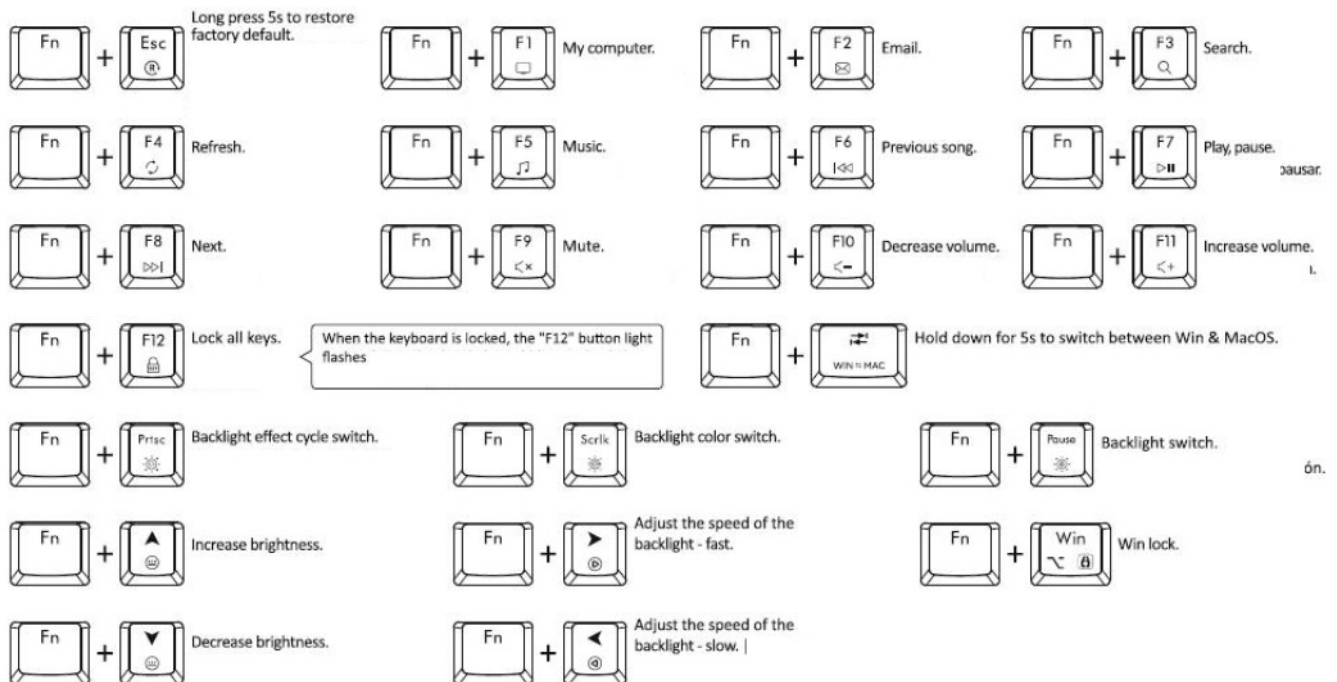 Fn + Esc Long press 5s to restore
factory default.
Fn + F1 My computer.
Fn + F2 Email.
Fn + F3 Search.
Fn + F4 Refresh.
Fn + F5 Music.
Fn + F6 Previous song.
Fn + F7 Play, pause.
pausar.
Fn + F8 Next.
Fn + F9 Mute.
Fn + F10 Decrease volume.
Fn + F11 Increase volume.
Fn + F12 Lock all keys.
When the keyboard is locked, the "F12" button light
flashes
Fn + WIN ≒ MAC Hold down for 5s to switch between Win & MacOS.
Fn + Prtsc Backlight effect cycle switch.
Fn + Scrlk Backlight color switch.
Fn + Pause Backlight switch.
ón.
Fn + Increase brightness.
Fn + Adjust the speed of the
backlight - fast.
Fn + Win Win lock.
Fn + Decrease brightness.
Fn + Adjust the speed of the
backlight - slow. |